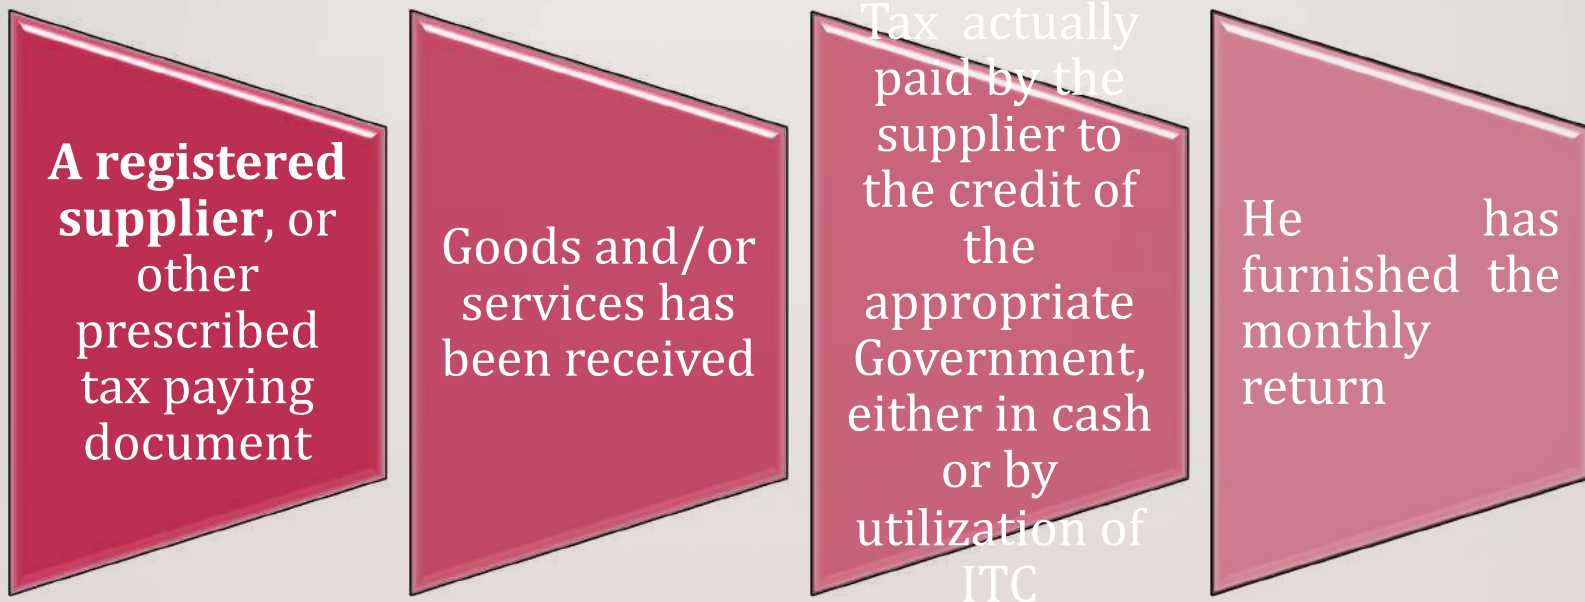 A registered
supplier, or
other
prescribed
tax paying
document
Goods and/or
services has
been received
Tax actually
paid by the
supplier to
the credit of
the
appropriate
Government,
either in cash
or by
utilization of
ITC
He has
furnished the
monthly
return